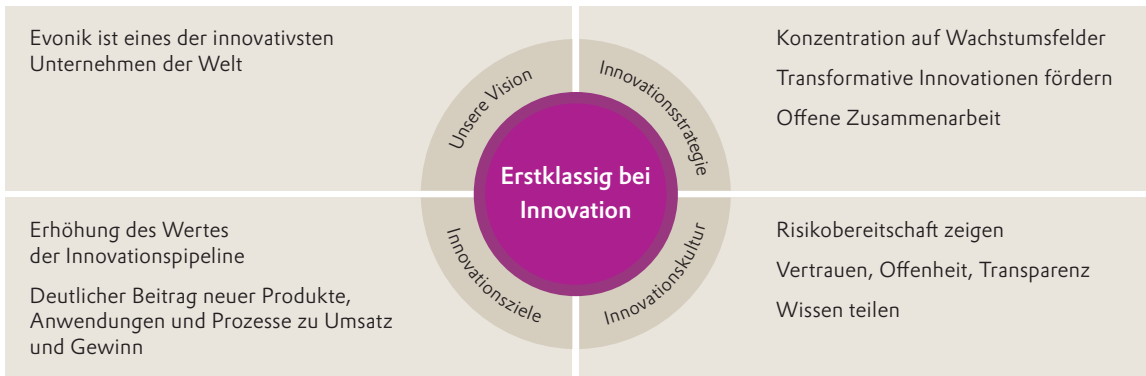 Evonik ist eines der innovativsten
Unternehmen der Welt
Unsere Vision
Innovationsstrategie
Konzentration auf Wachstumsfelder
Transformative Innovationen fördern
Offene Zusammenarbeit
Erstklassig bei
Innovation
Erhöhung des Wertes
der Innovationspipeline
Deutlicher Beitrag neuer Produkte,
Anwendungen und Prozesse zu Umsatz
und Gewinn
Innovationsziele
Innovationskultur
Risikobereitschaft zeigen
Vertrauen, Offenheit, Transparenz
Wissen teilen